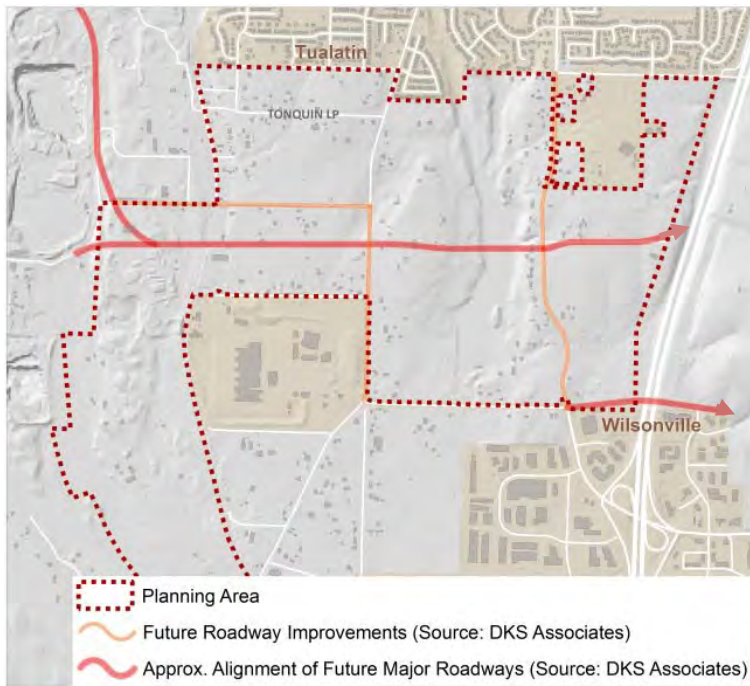 Tualatin
TONQUIN LP
Wilsonville
Planning Area
Future Roadway Improvements (Source: DKS Associates)
Approx. Alignment of Future Major Roadways (Source: DKS Associates)